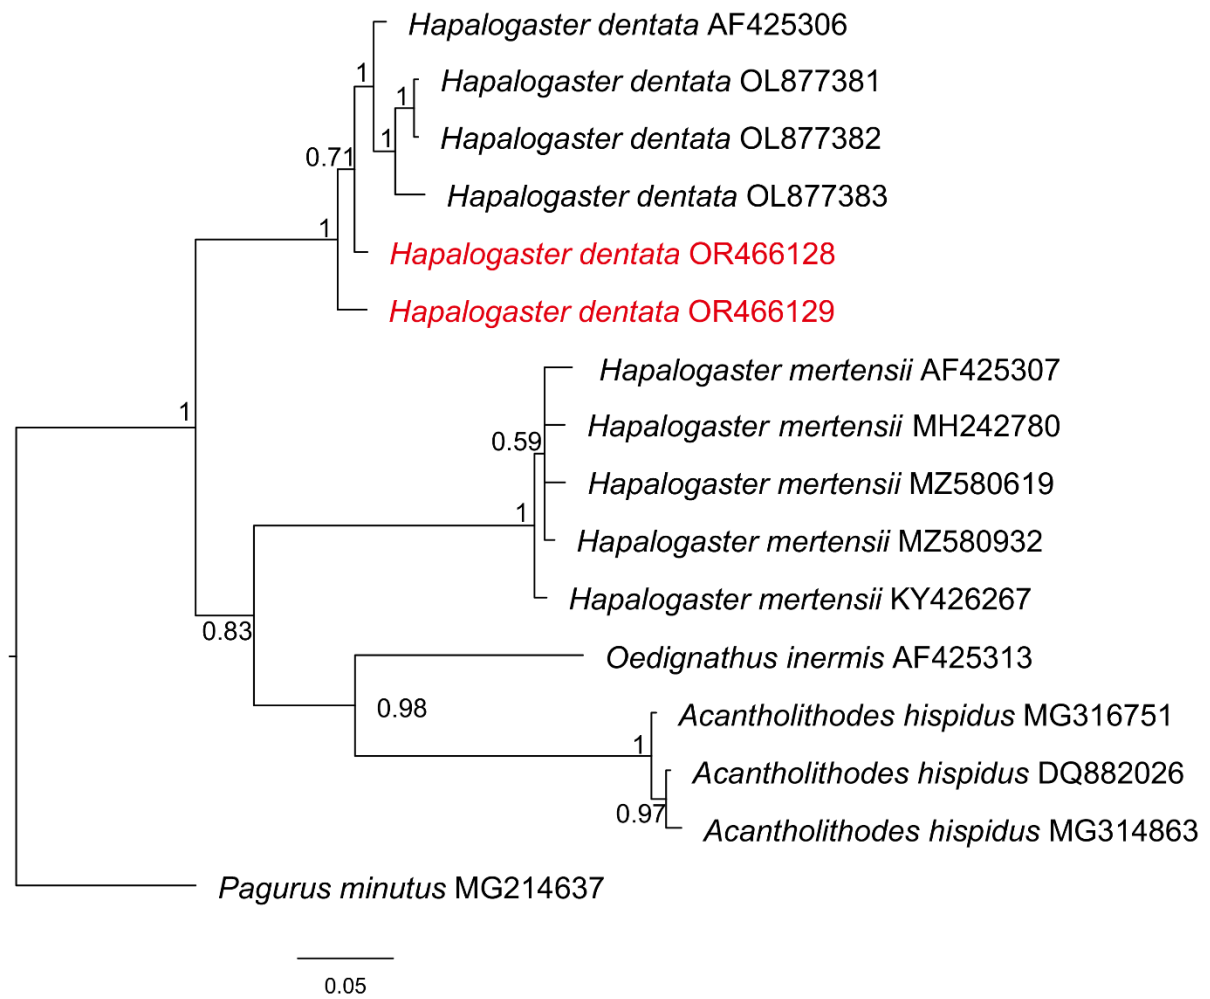 Hapalogaster dentata AF425306
1
Hapalogaster dentata OL877381
1
Hapalogaster dentata OL877382
1
0.71
Hapalogaster dentata OL877383
1
Hapalogaster dentata OR466128
Hapalogaster dentata OR466129
Hapalogaster mertensii AF425307
1
Hapalogaster mertensii MH242780
0.59
Hapalogaster mertensii MZ580619
1
Hapalogaster mertensii MZ580932
Hapalogaster mertensii KY426267
0.83
Oedignathus inermis AF425313
0.98
Acantholithodes hispidus MG316751
1
Acantholithodes hispidus DQ882026
0.97
Acantholithodes hispidus MG314863
Pagurus minutus MG214637
0.05